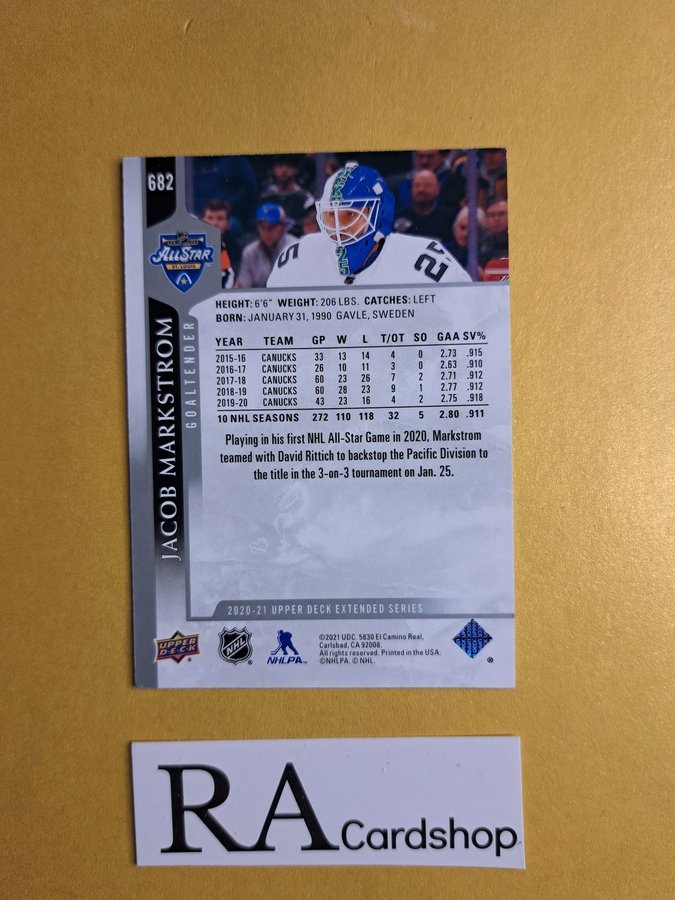 682
NHL
ALL STAR
ST. LOUIS
25
25
JACOB MARKSTROM
GOALTENDER
HEIGHT: 6'6" WEIGHT: 206 LBS. CATCHES: LEFT
BORN: JANUARY 31, 1990 GAVLE, SWEDEN
YEAR TEAM GP W L T/OT SO GAA SV%
2015-16 CANUCKS 33 13 14 4 0 2.73 .915
2016-17 CANUCKS 26 10 11 3 0 2.63 .910
2017-18 CANUCKS 60 23 26 7 2 2.71 .912
2018-19 CANUCKS 60 28 23 9 1 2.77 .912
2019-20 CANUCKS 43 23 16 4 2 2.75 .918
10 NHL SEASONS 272 110 118 32 5 2.80 .911
Playing in his first NHL All-Star Game in 2020, Markstrom
teamed with David Rittich to backstop the Pacific Division to
the title in the 3-on-3 tournament on Jan. 25.
2020-21 UPPER DECK EXTENDED SERIES
UPPER DECK ®
NHL ®
NHLPA™
©2021 UDC. 5830 El Camino Real,
Carlsbad, CA 92008.
All rights reserved. Printed in the USA.
©NHLPA. © NHL.
®
RA Cardshop